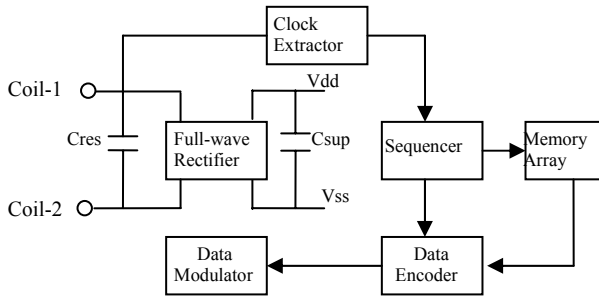 Clock
Extractor
Coil-1
Vdd
Cres
Full-wave
Rectifier
Csup
Sequencer
Memory
Array
Vss
Coil-2
Data
Modulator
Data
Encoder